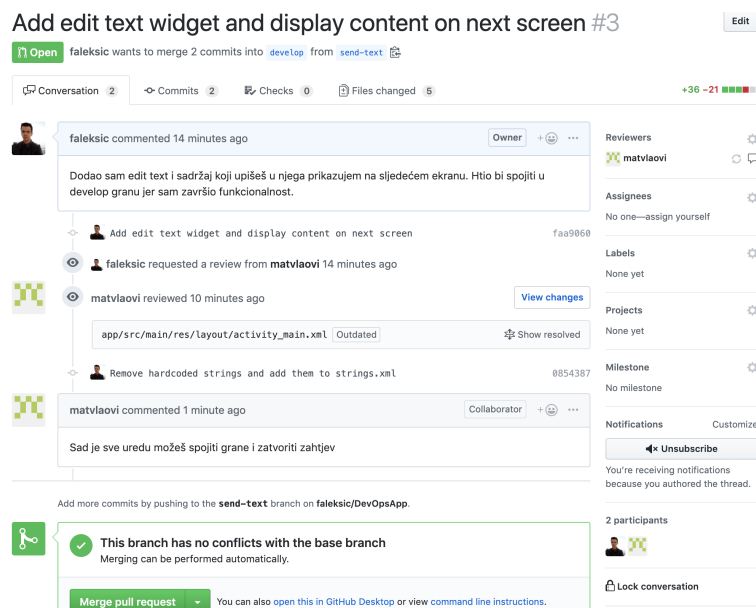 Add edit text widget and display content on next screen #3
Edit
Open
faleksic wants to merge 2 commits into develop from send-text
Conversation 2
Commits 2
Checks 0
Files changed 5
+36 −21
faleksic commented 14 minutes ago
Owner
Dodao sam edit text i sadržaj koji upišeš u njega prikazujem na sljedećem ekranu. Htio bi spojiti u
develop granu jer sam završio funkcionalnost.
Add edit text widget and display content on next screen
faa9060
faleksic requested a review from matvlaovi 14 minutes ago
matvlaovi reviewed 10 minutes ago
View changes
app/src/main/res/layout/activity_main.xml Outdated
Show resolved
Remove hardcoded strings and add them to strings.xml
0854387
matvlaovi commented 1 minute ago
Collaborator
Sad je sve uredu možeš spojiti grane i zatvoriti zahtjev
Add more commits by pushing to the send-text branch on faleksic/DevOpsApp.
This branch has no conflicts with the base branch
Merging can be performed automatically.
Merge pull request
You can also open this in GitHub Desktop or view command line instructions.
Reviewers
matvlaovi
Assignees
No one—assign yourself
Labels
None yet
Projects
None yet
Milestone
No milestone
Notifications
Customize
Unsubscribe
You're receiving notifications
because you authored the thread.
2 participants
Lock conversation